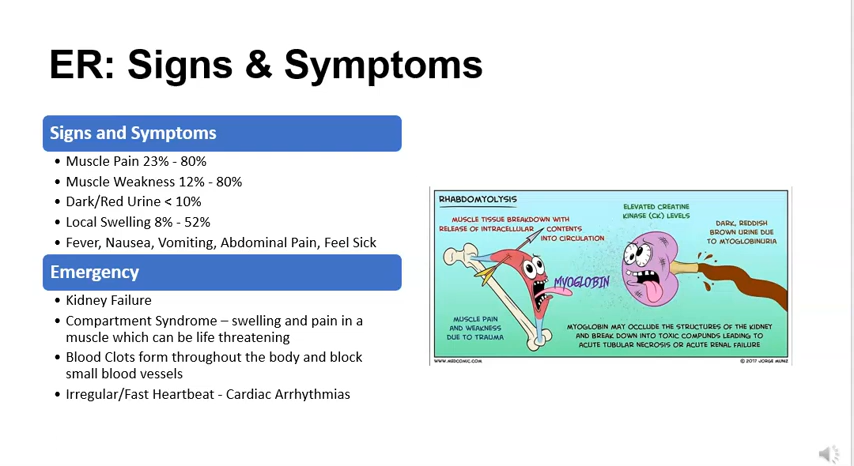 ER: Signs & Symptoms
Signs and Symptoms
• Muscle Pain 23% - 80%
• Muscle Weakness 12% - 80%
• Dark/Red Urine < 10%
• Local Swelling 8% - 52%
• Fever, Nausea, Vomiting, Abdominal Pain, Feel Sick
Emergency
• Kidney Failure
• Compartment Syndrome – swelling and pain in a
muscle which can be life threatening
• Blood Clots form throughout the body and block
small blood vessels
• Irregular/Fast Heartbeat - Cardiac Arrhythmias
RHABDOMYOLYSIS
MUSCLE TISSUE BREAKDOWN WITH
RELEASE OF INTRACELLULAR CONTENTS
INTO CIRCULATION
ELEVATED CREATINE
KINASE (CK) LEVELS
DARK, REDDISH
BROWN URINE DUE
TO MYOGLOBINURIA
MYOGLOBIN
MUSCLE PAIN
AND WEAKNESS
DUE TO TRAUMA
MYOGLOBIN MAY OCCLUDE THE STRUCTURES OF THE KIDNEY
AND BREAK DOWN INTO TOXIC COMPUNDS LEADING TO
ACUTE TUBULAR NECROSIS OR ACUTE RENAL FAILURE
WWW.MEDCOMIC.COM
© 2017 JORGE MUNIZ